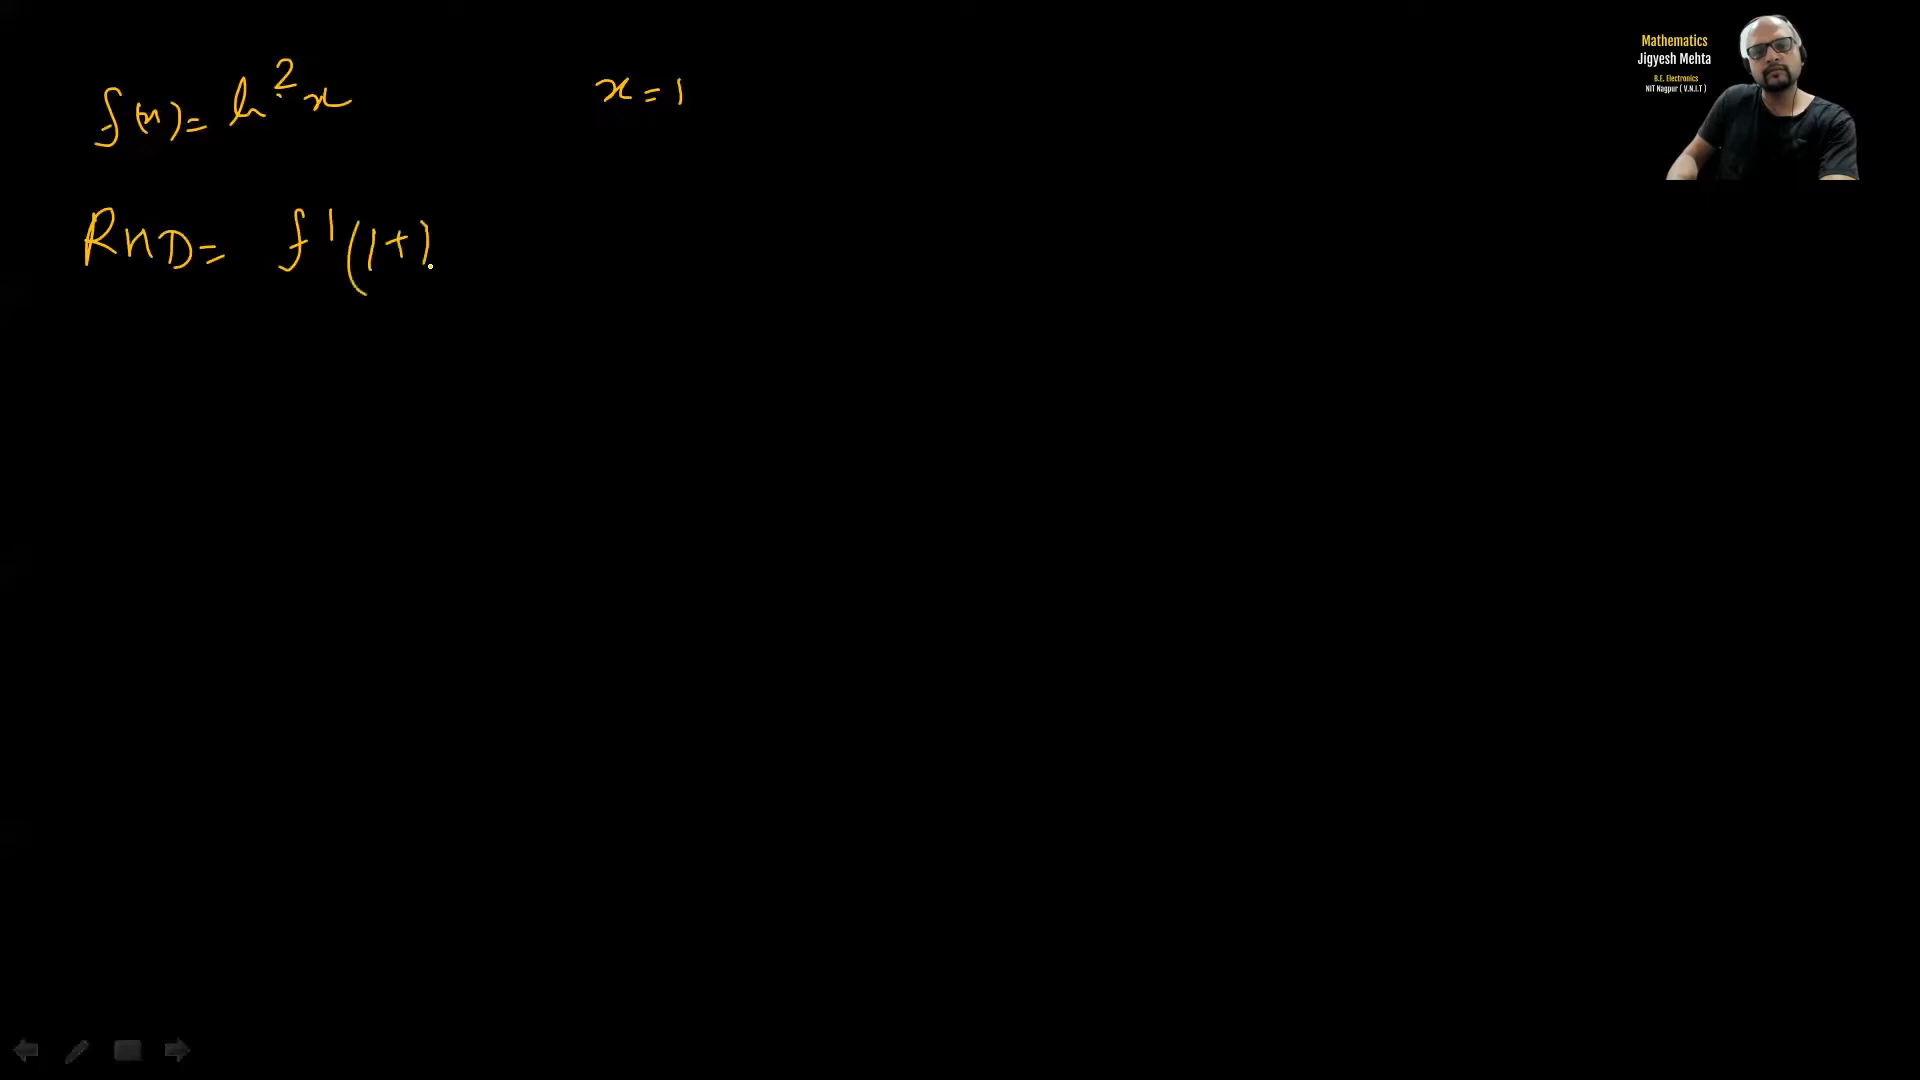 f(x) = ln²x
x = 1
RHD = f'(1+)
Mathematics
Jigyesh Mehta
B.E. Electronics
NIT Nagpur ( V.N.I.T )